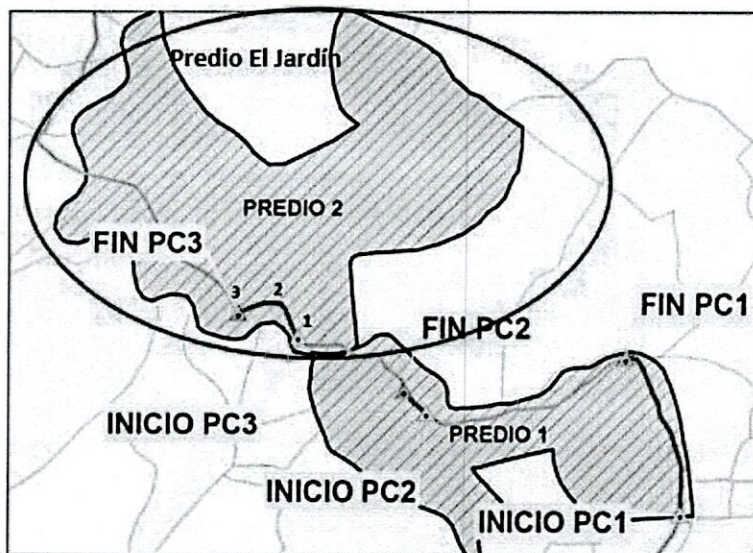 Predio El Jardín
PREDIO 2
FIN PC3
3
2
1
FIN PC2
FIN PC1
INICIO PC3
PREDIO 1
INICIO PC2
INICIO PC1